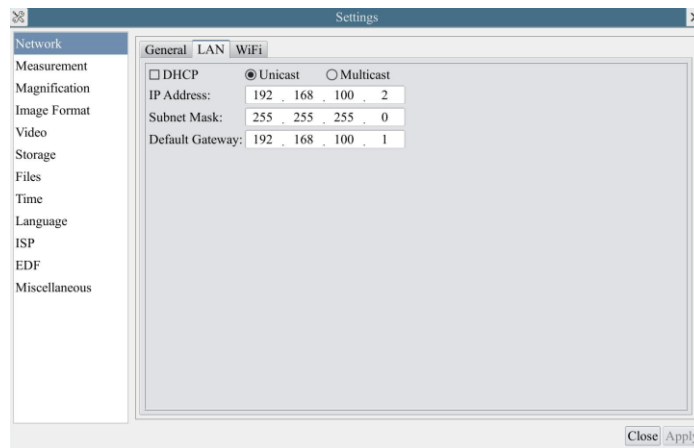 Settings
Network
Measurement
Magnification
Image Format
Video
Storage
Files
Time
Language
ISP
EDF
Miscellaneous
General LAN WiFi
DHCP Unicast Multicast
IP Address: 192 . 168 . 100 . 2
Subnet Mask: 255 . 255 . 255 . 0
Default Gateway: 192 . 168 . 100 . 1
Close Apply